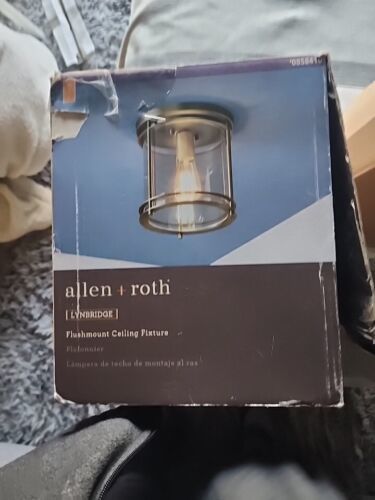 allen + roth
[ LYNBRIDGE ]
Flushmount Ceiling Fixture
Plafonnier
Lámpara de techo de montaje al ras